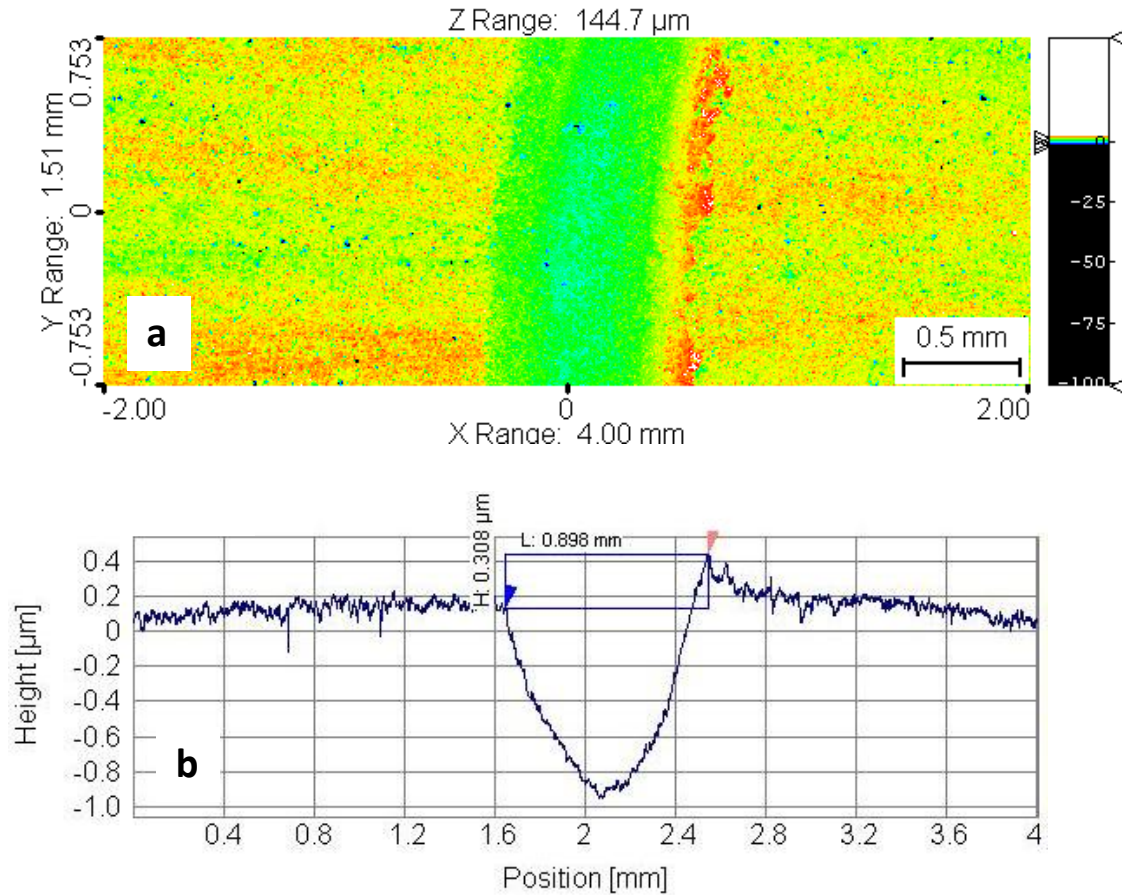 Z Range: 144.7 µm
Y Range: 1.51 mm
0.753
0
-0.753
a
0.5 mm
-2.00
0
2.00
X Range: 4.00 mm
0
-25
-50
-75
-100
H: 0.308 µm
L: 0.898 mm
Height [µm]
0.4
0.2
0
-0.2
-0.4
-0.6
-0.8
-1.0
b
0.4 0.8 1.2 1.6 2 2.4 2.8 3.2 3.6 4
Position [mm]